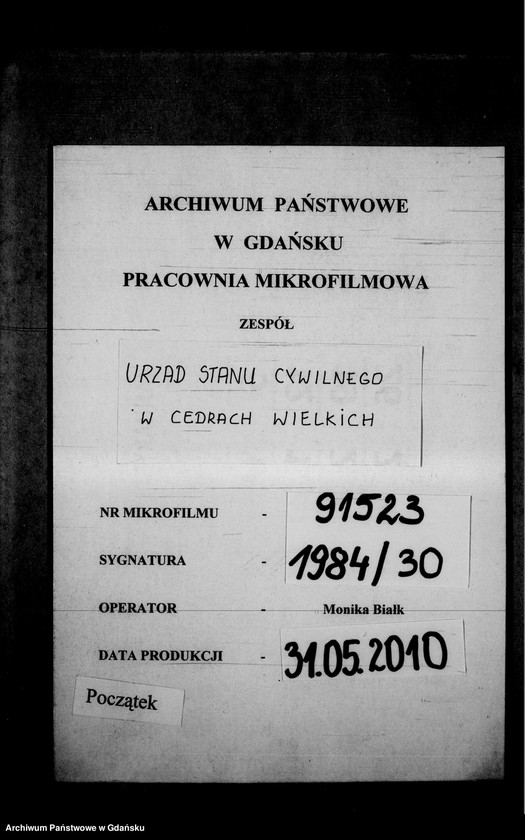 ARCHIWUM PAŃSTWOWE
W GDAŃSKU
PRACOWNIA MIKROFILMOWA
ZESPÓŁ
URZĄD STANU CYWILNEGO
W CEDRACH WIELKICH
NR MIKROFILMU - 91523
SYGNATURA - 1984/30
OPERATOR - Monika Białk
DATA PRODUKCJI - 31.05.2010
Początek
Archiwum Państwowe w Gdańsku